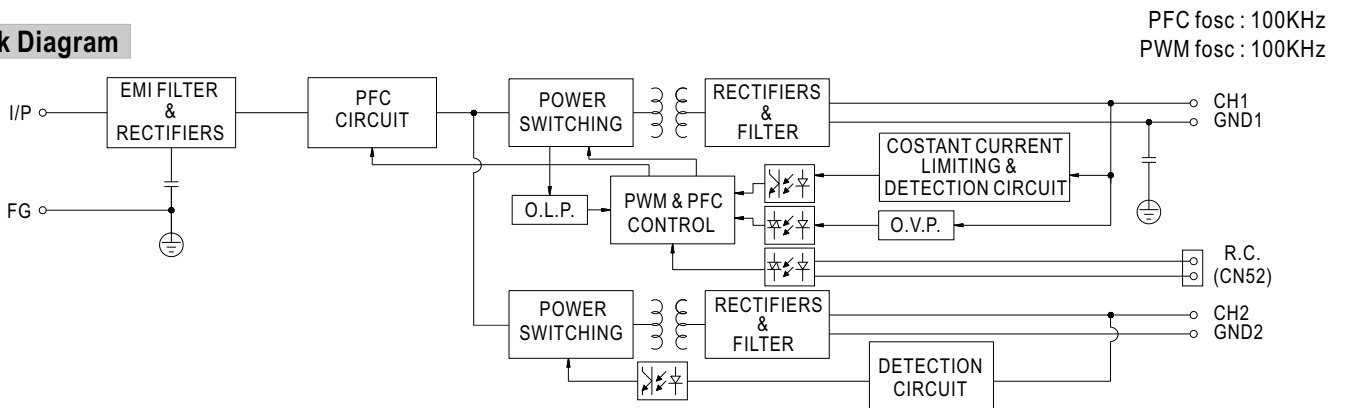 PFC fosc : 100KHz
PWM fosc : 100KHz
k Diagram
I/P
EMI FILTER
&
RECTIFIERS
PFC
CIRCUIT
POWER
SWITCHING
RECTIFIERS
&
FILTER
CH1
GND1
COSTANT CURRENT
LIMITING &
DETECTION CIRCUIT
FG
O.L.P.
PWM & PFC
CONTROL
O.V.P.
R.C.
(CN52)
POWER
SWITCHING
RECTIFIERS
&
FILTER
CH2
GND2
DETECTION
CIRCUIT